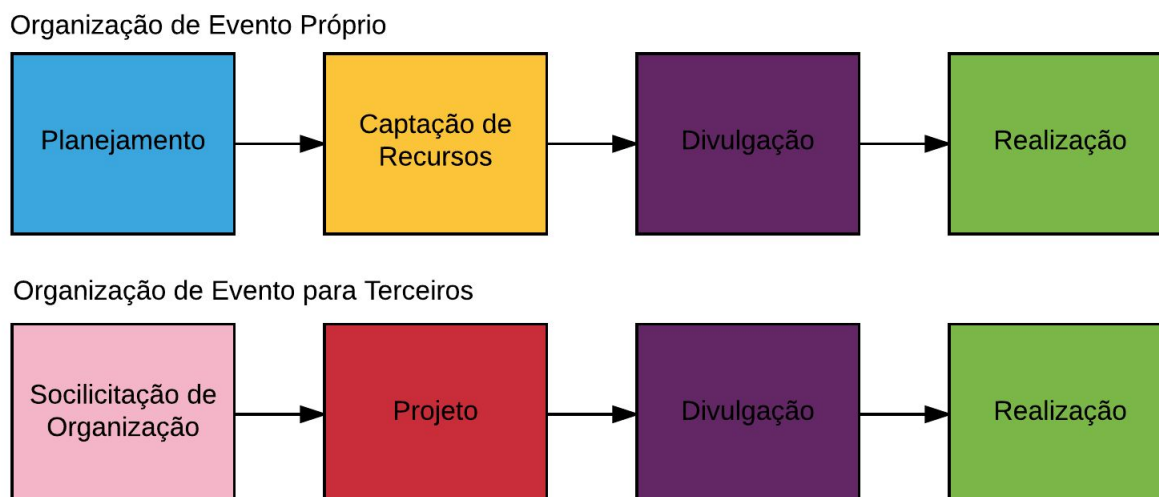 Organização de Evento Próprio
Planejamento
Captação de
Recursos
Divulgação
Realização
Organização de Evento para Terceiros
Socilicitação de
Organização
Projeto
Divulgação
Realização